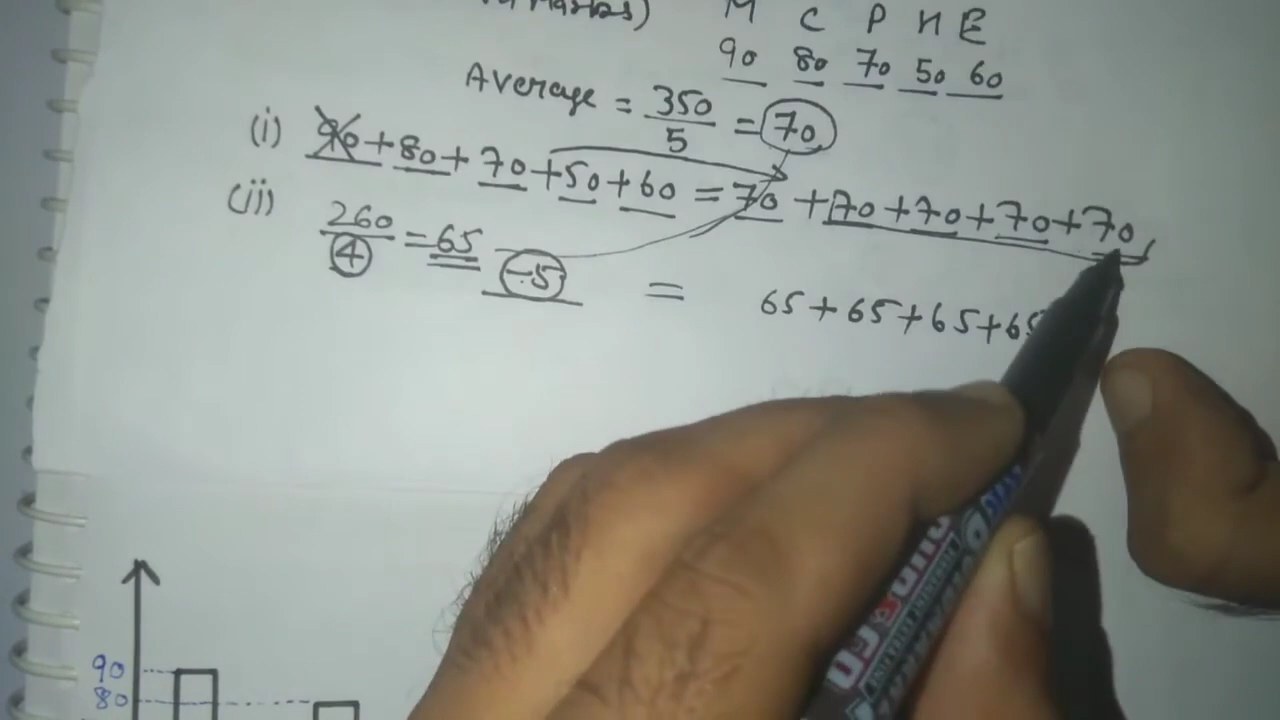 M C P H E
90 80 70 50 60
Average = 350/5 = 70
(i) 90 + 80 + 70 + 50 + 60 = 70 + 70 + 70 + 70 + 70
(ii) 260/4 = 65 -5 = 65 + 65 + 65 + 65
90
80